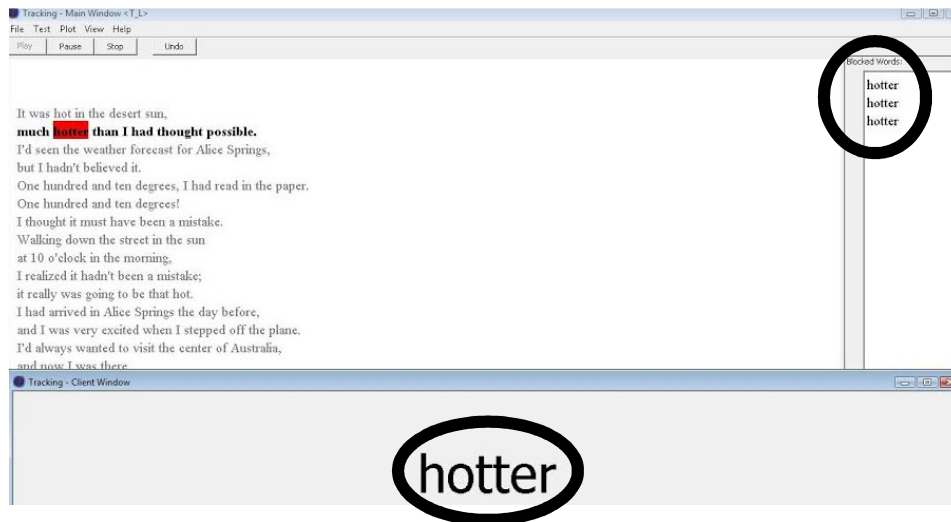 Tracking - Main Window <T_L>
File Test Plot View Help
Play Pause Stop Undo
Blocked Words:
hotter
hotter
hotter
It was hot in the desert sun,
much hotter than I had thought possible.
I'd seen the weather forecast for Alice Springs,
but I hadn't believed it.
One hundred and ten degrees, I had read in the paper.
One hundred and ten degrees!
I thought it must have been a mistake.
Walking down the street in the sun
at 10 o'clock in the morning,
I realized it hadn't been a mistake;
it really was going to be that hot.
I had arrived in Alice Springs the day before,
and I was very excited when I stepped off the plane.
I'd always wanted to visit the center of Australia,
and now I was there
Tracking - Client Window
hotter